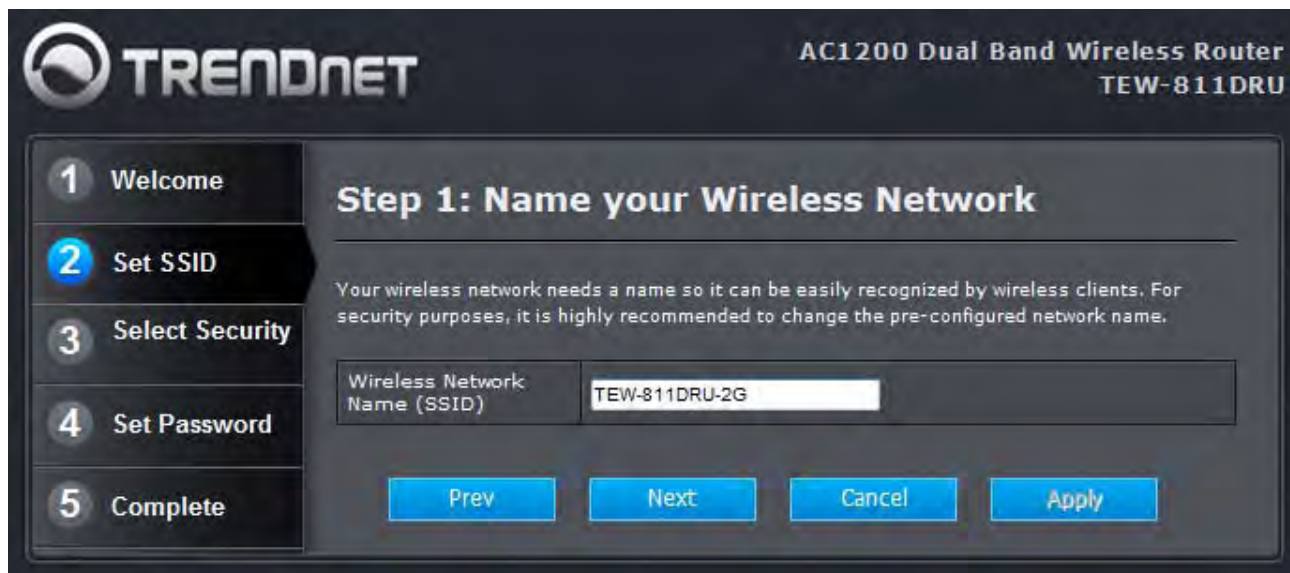 TRENDNET
AC1200 Dual Band Wireless Router
TEW-811DRU
1 Welcome
2 Set SSID
3 Select Security
4 Set Password
5 Complete
Step 1: Name your Wireless Network
Your wireless network needs a name so it can be easily recognized by wireless clients. For
security purposes, it is highly recommended to change the pre-configured network name.
Wireless Network
Name (SSID)
TEW-811DRU-2G
Prev
Next
Cancel
Apply